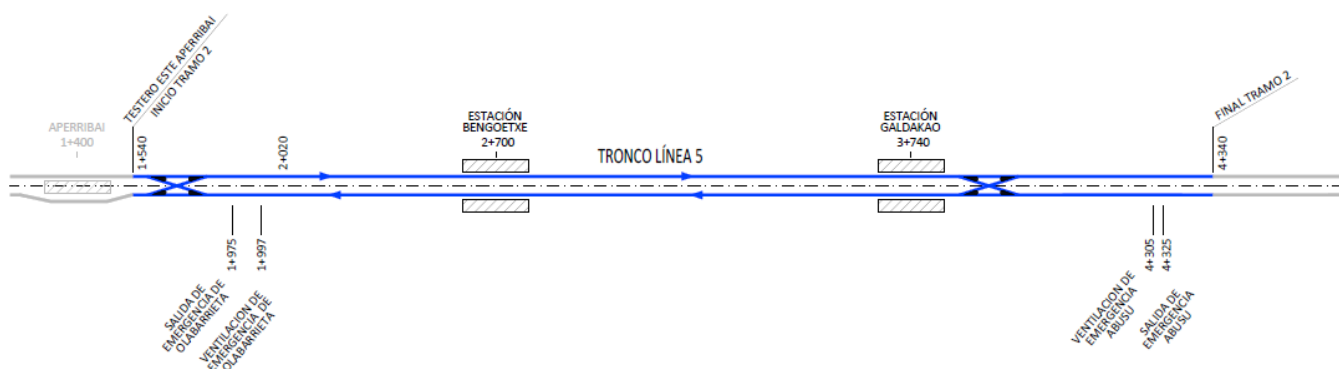 TESTERO ESTE APERRIBAI
INICIO TRAMO 2
APERRIBAI
1+400
1+540
2+020
ESTACIÓN
BENGOETXE
2+700
TRONCO LÍNEA 5
ESTACIÓN
GALDAKAO
3+740
FINAL TRAMO 2
4+340
1+975
1+997
SALIDA DE
EMERGENCIA DE
OLABARRIETA
VENTILACION DE
EMERGENCIA DE
OLABARRIETA
4+305
4+325
VENTILACION DE
EMERGENCIA
ABUSU
SALIDA DE
EMERGENCIA
ABUSU